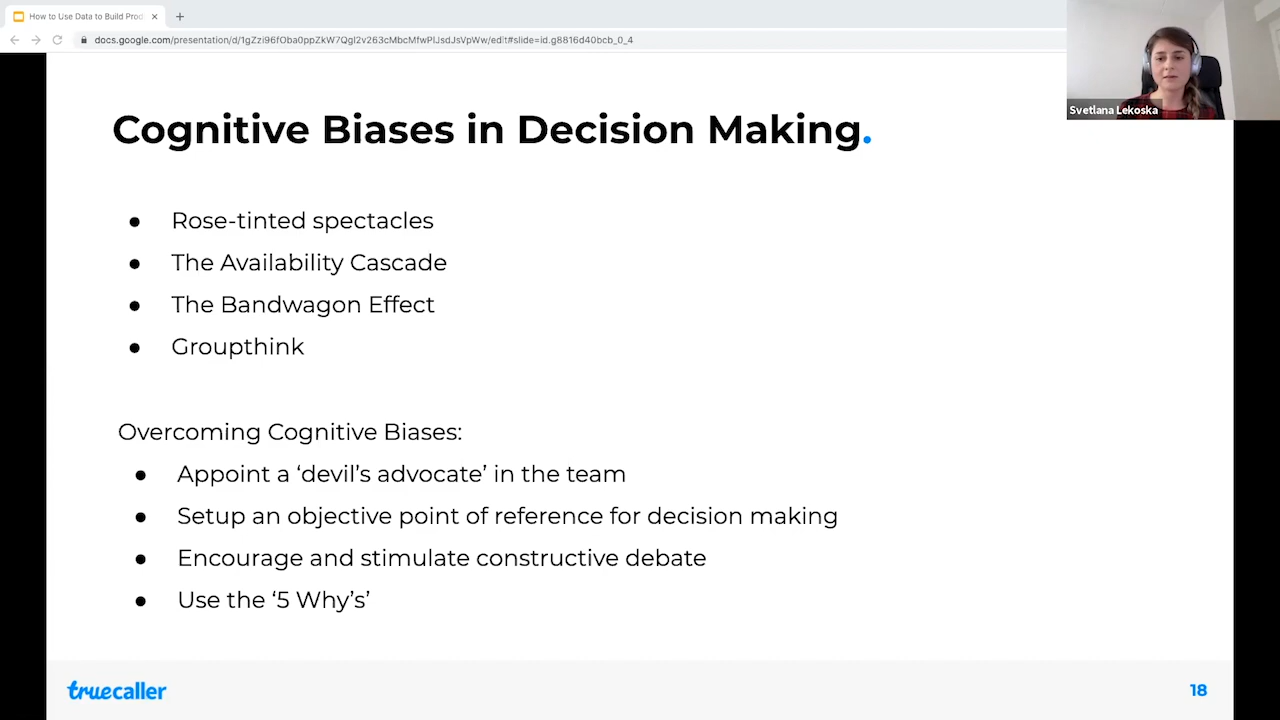 How to Use Data to Build Prod
docs.google.com/presentation/d/1gZzi96fOba0ppZkW7QgI2v263cMbcMfwPlJsdJsVpWw/edit#slide=id.g8816d40bcb_0_4
Svetlana Lekoska
Cognitive Biases in Decision Making.
● Rose-tinted spectacles
● The Availability Cascade
● The Bandwagon Effect
● Groupthink
Overcoming Cognitive Biases:
● Appoint a ‘devil’s advocate’ in the team
● Setup an objective point of reference for decision making
● Encourage and stimulate constructive debate
● Use the ‘5 Why’s’
truecaller
18